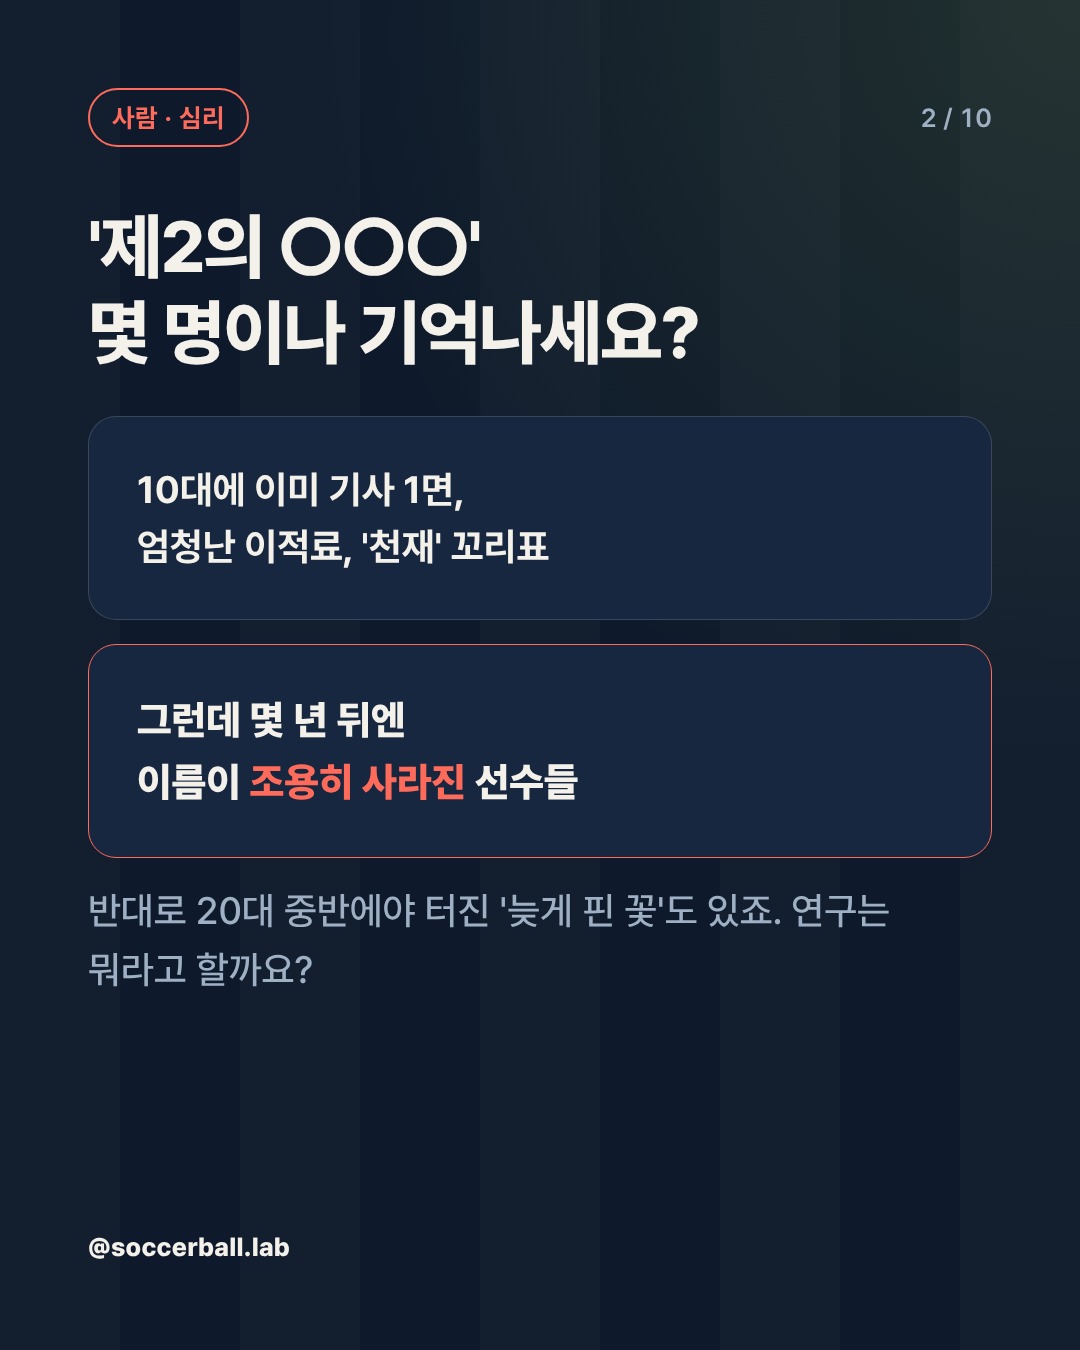 사람 · 심리
2 / 10
'제2의 ○○○'
몇 명이나 기억나세요?
10대에 이미 기사 1면,
엄청난 이적료, '천재' 꼬리표
그런데 몇 년 뒤엔
이름이 조용히 사라진 선수들
반대로 20대 중반에야 터진 '늦게 핀 꽃'도 있죠. 연구는
뭐라고 할까요?
@soccerball.lab